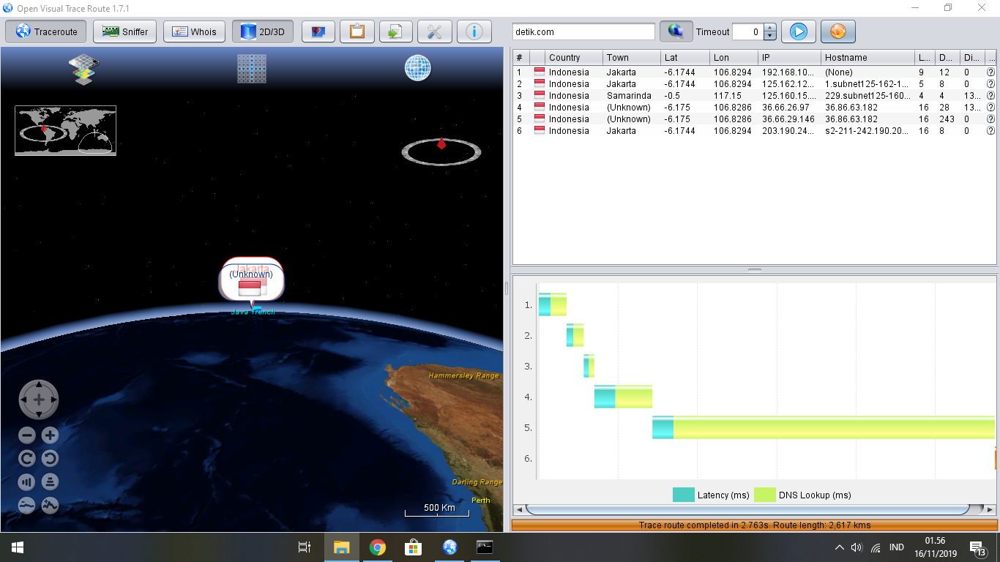 Open Visual Trace Route 1.7.1
Traceroute Sniffer Whois 2D/3D
detik.com Timeout 0
# Country Town Lat Lon IP Hostname L... D... Di... ...
1 Indonesia Jakarta -6.1744 106.8294 192.168.10... (None) 9 12 0
2 Indonesia Jakarta -6.1744 106.8294 125.162.12... 1.subnet125-162-1... 5 8 0
3 Indonesia Samarinda -0.5 117.15 125.160.15... 229.subnet125-160... 4 4 13...
4 Indonesia (Unknown) -6.175 106.8286 36.66.26.97 36.86.63.182 16 28 13...
5 Indonesia (Unknown) -6.175 106.8286 36.66.29.146 36.86.63.182 16 243 0
6 Indonesia Jakarta -6.1744 106.8294 203.190.24... s2-211-242.190.20... 16 8 0
Jakarta
(Unknown)
Java Trench
Hammersley Range
Darling Range
Perth
500 Km
1.
2.
3.
4.
5.
6.
Latency (ms) DNS Lookup (ms)
Trace route completed in 2.763s. Route length: 2,617 kms
IND
01.56
16/11/2019
13